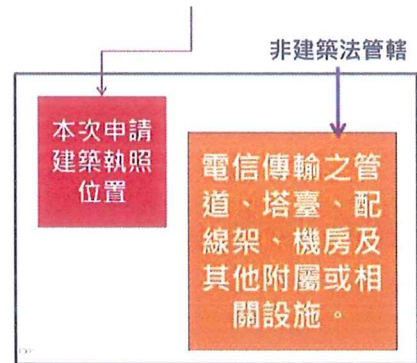 非建築法管轄
本次申請
建築執照
位置
電信傳輸之管
道、塔臺、配
線架、機房及
其他附屬或相
關設施。